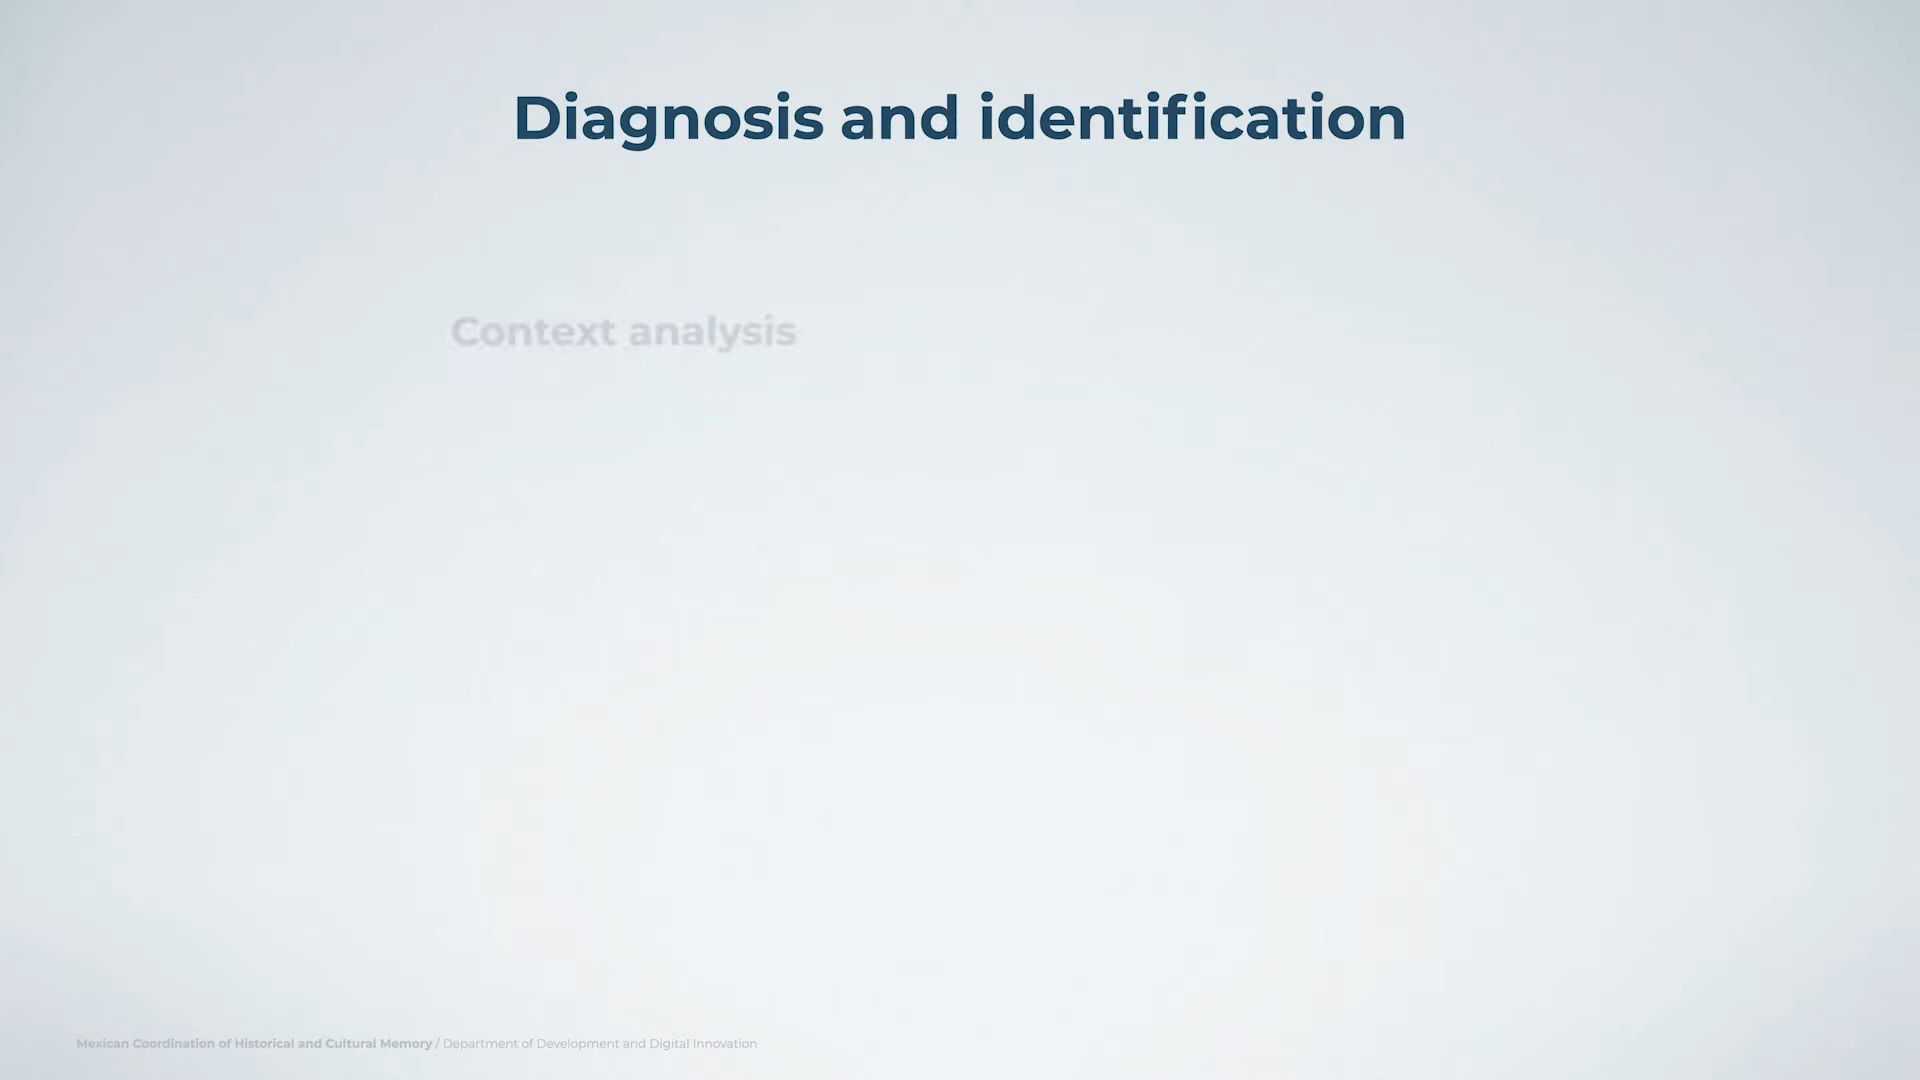 Diagnosis and identification
Context analysis
Mexican Coordination of Historical and Cultural Memory / Department of Development and Digital Innovation